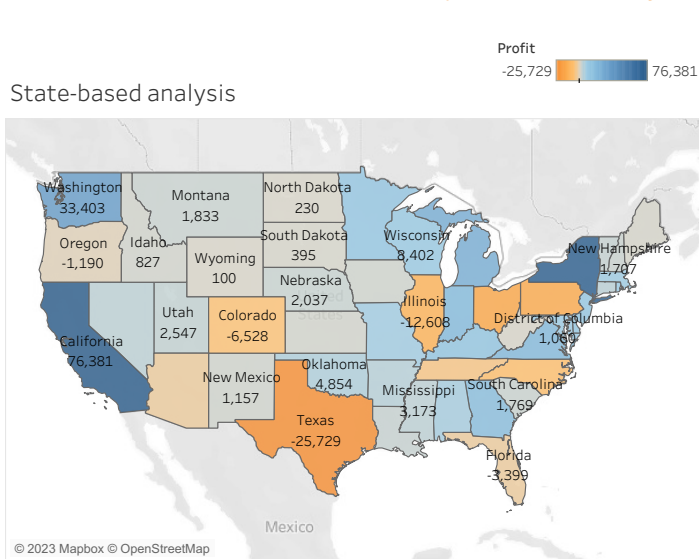 Profit
-25,729
76,381
State-based analysis
Washington
33,403
Montana
1,833
North Dakota
230
Oregon
-1,190
Idaho
827
South Dakota
395
Wisconsin
8,402
New Hampshire
1,707
Wyoming
100
Nebraska
2,037
United
States
Utah
2,547
Colorado
-6,528
Illinois
-12,608
District of Columbia
1,060
California
76,381
New Mexico
1,157
Oklahoma
4,854
Mississippi
3,173
South Carolina
1,769
Texas
-25,729
Florida
-3,399
Mexico
© 2023 Mapbox © OpenStreetMap